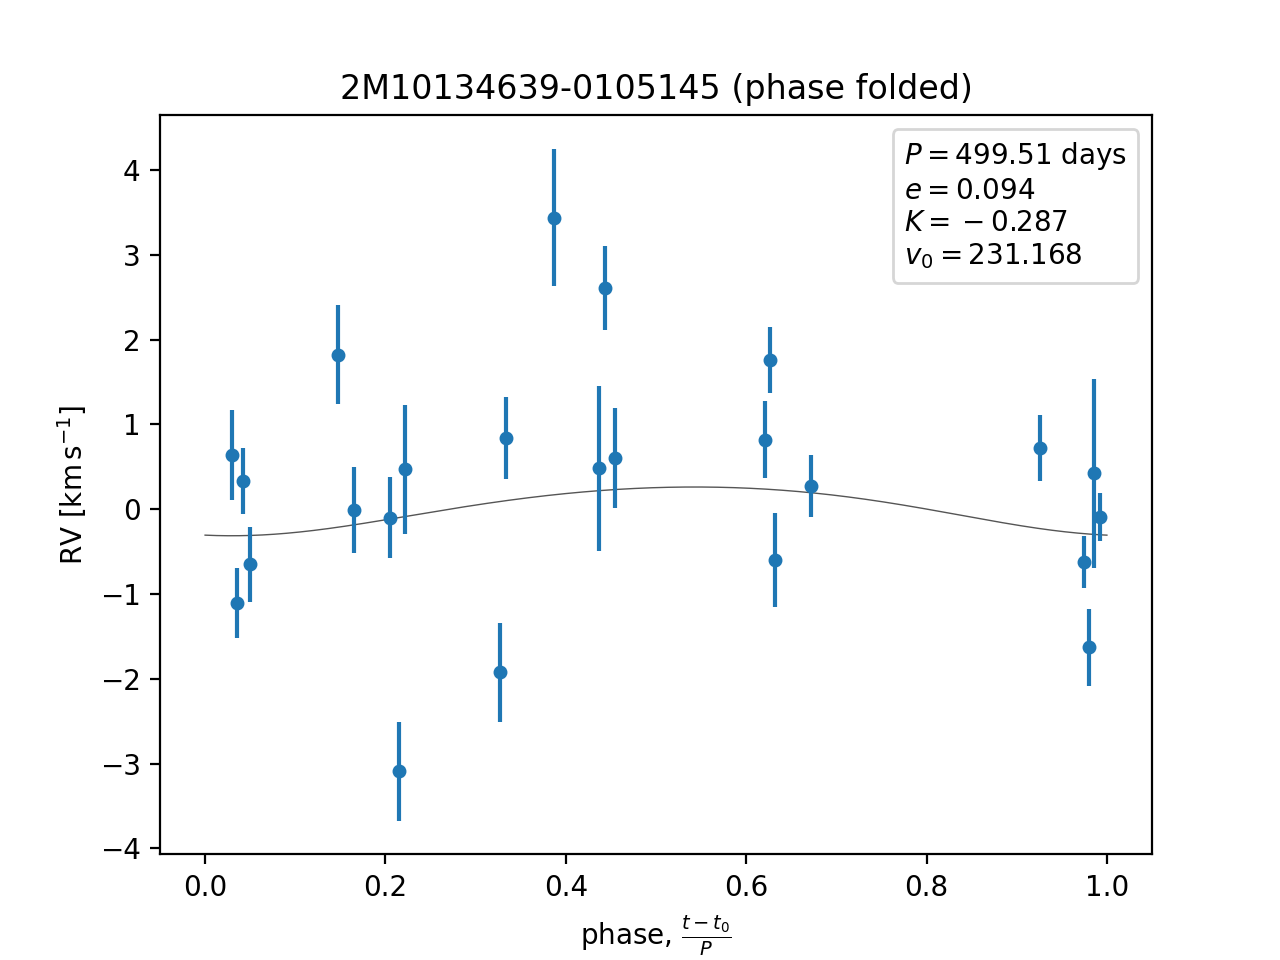 2M10134639-0105145 (phase folded)
P = 499.51 days
e = 0.094
K = −0.287
v₀ = 231.168
RV [km s⁻¹]
4
3
2
1
0
−1
−2
−3
−4
0.0 0.2 0.4 0.6 0.8 1.0
phase, (t − t₀)/P